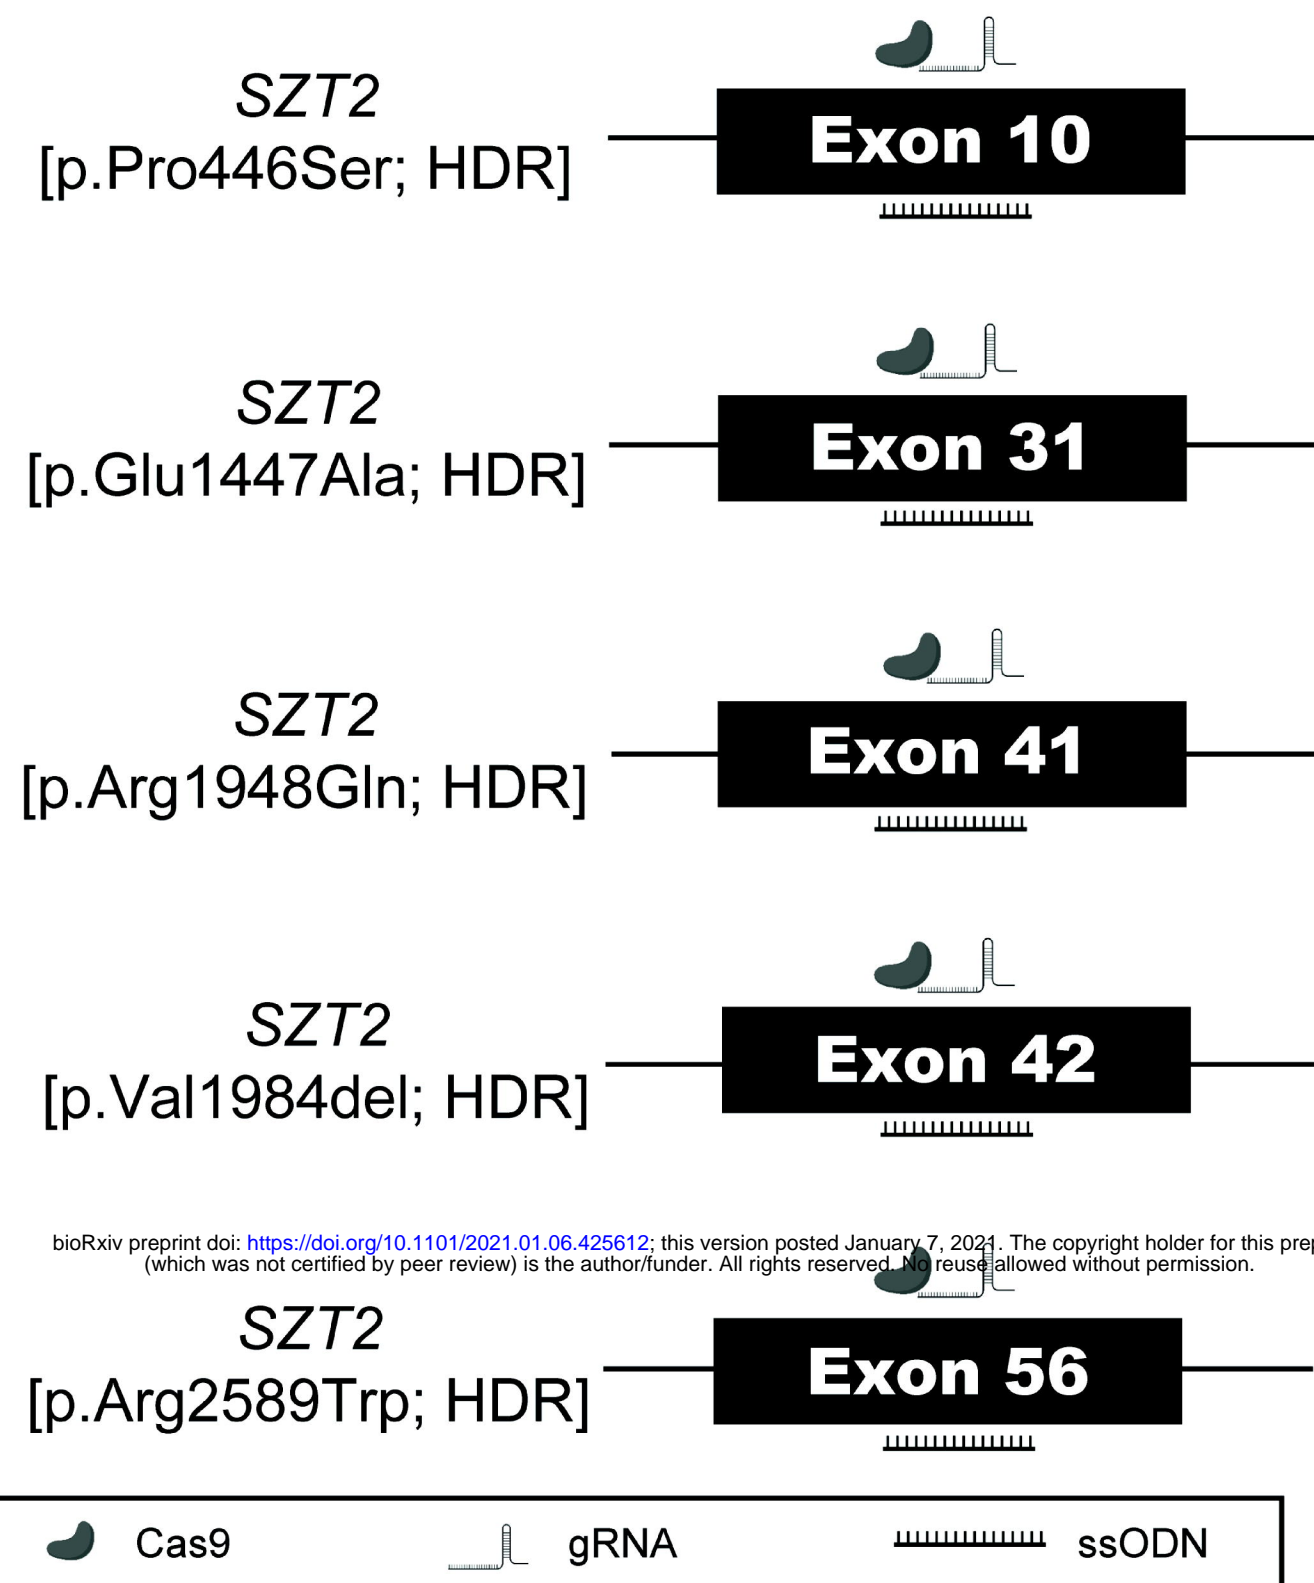 SZT2
[p.Pro446Ser; HDR]
Exon 10
SZT2
[p.Glu1447Ala; HDR]
Exon 31
SZT2
[p.Arg1948Gln; HDR]
Exon 41
SZT2
[p.Val1984del; HDR]
Exon 42
bioRxiv preprint doi: https://doi.org/10.1101/2021.01.06.425612; this version posted January 7, 2021. The copyright holder for this
(which was not certified by peer review) is the author/funder. All rights reserved. No reuse allowed without permission.
SZT2
[p.Arg2589Trp; HDR]
Exon 56
Cas9
gRNA
ssODN